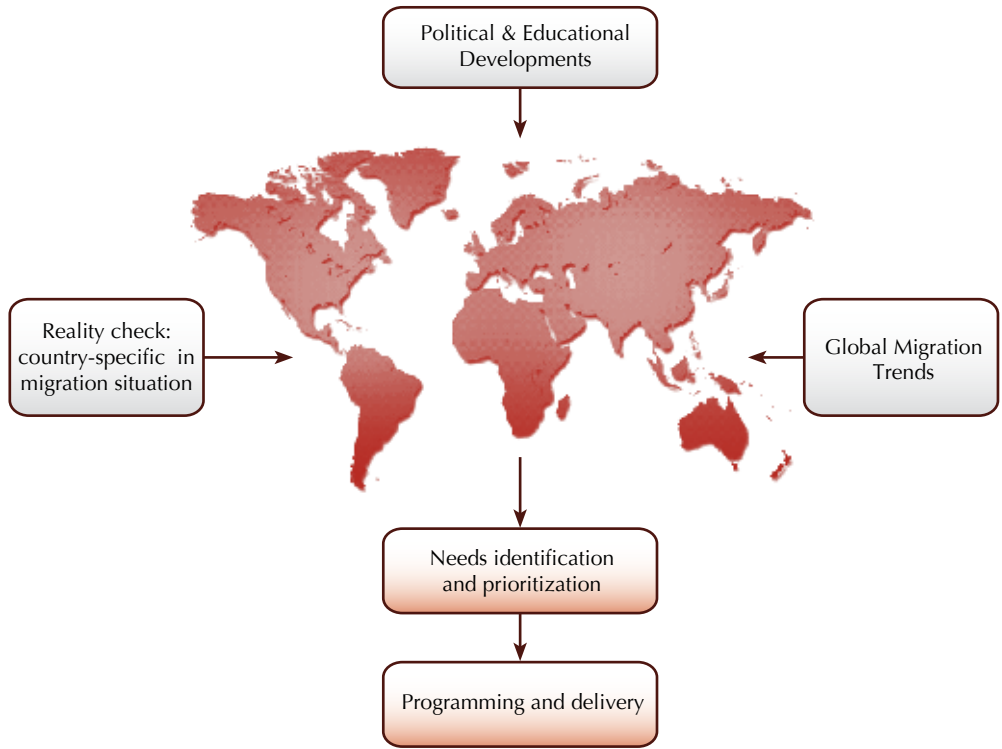 Political & Educational
Developments
Reality check:
country-specific in
migration situation
Global Migration
Trends
Needs identification
and prioritization
Programming and delivery